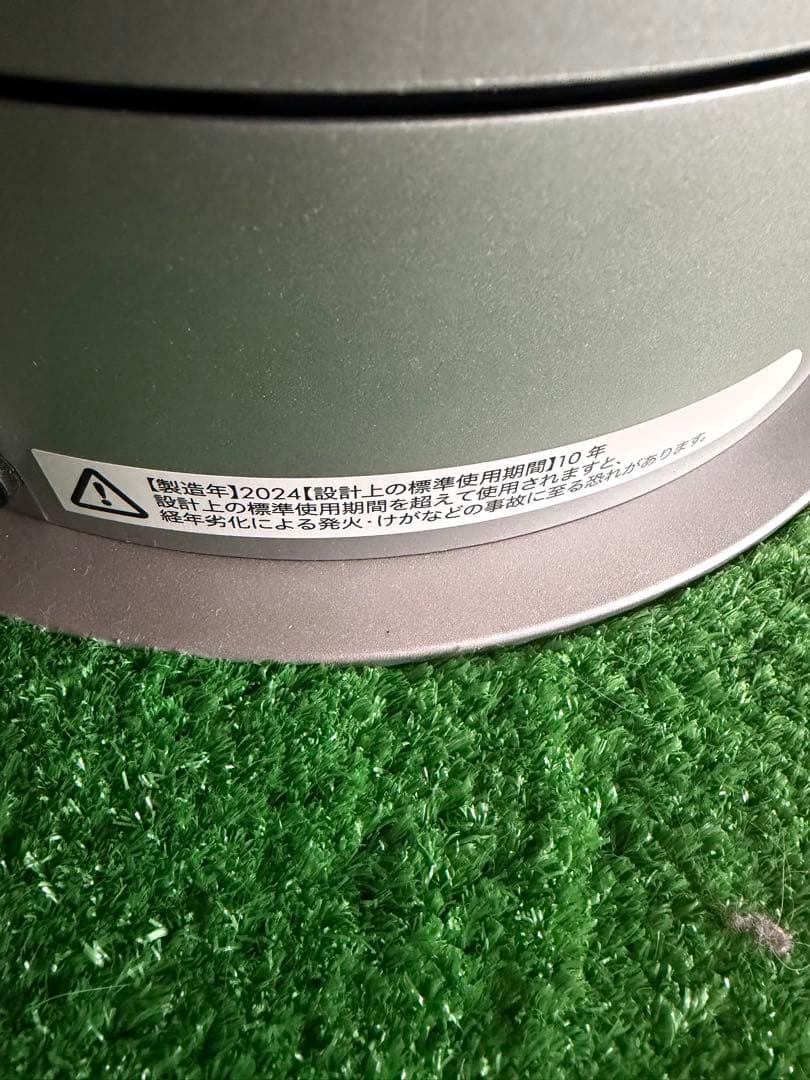 【製造年】2024【設計上の標準使用期間】10年
設計上の標準使用期間を超えて使用されますと、
経年劣化による発火・けがなどの事故に至る恐れがあります。